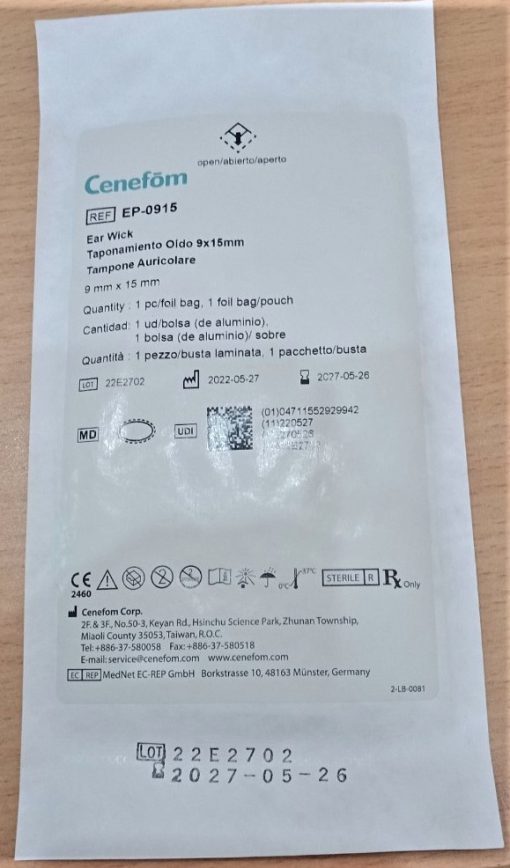 open/abierto/aperto
Cenefōm
REF EP-0915
Ear Wick
Taponamiento Oido 9x15mm
Tampone Auricolare
9 mm x 15 mm
Quantity : 1 pc/foil bag, 1 foil bag/pouch
Cantidad: 1 ud/bolsa (de aluminio),
1 bolsa (de aluminio)/ sobre
Quantità : 1 pezzo/busta laminata, 1 pacchetto/busta
LOT 22E2702 2022-05-27 2027-05-26
MD UDI
(01)04711552929942
(11)220527
CE 2460 0°C 37°C STERILE R Rx Only
Cenefom Corp.
2F. & 3F., No.50-3, Keyan Rd., Hsinchu Science Park, Zhunan Township,
Miaoli County 35053, Taiwan, R.O.C.
Tel:+886-37-580058 Fax:+886-37-580518
E-mail:service@cenefom.com www.cenefom.com
EC REP MedNet EC-REP GmbH Borkstrasse 10, 48163 Münster, Germany
2-LB-0081
LOT 22E2702
2027-05-26